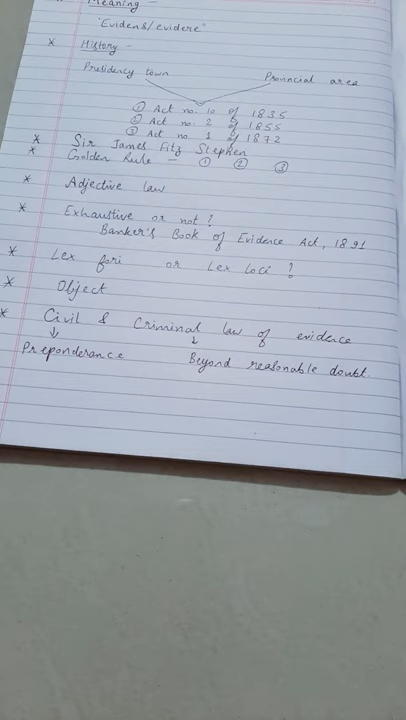 Meaning -
"Evidens/evidere"
* History -
Presidency town Provincial area
① Act no. 10 of 1835
② Act no. 2 of 1855
③ Act no 1 of 1872
* Sir James Fitz Stephen
* Golden Rule - ① ② ③
* Adjective law
* Exhaustive or not ?
Banker's Book of Evidence Act, 1891
* Lex fori or Lex Loci ?
* Object
* Civil & Criminal law of evidence
↓ ↓
Preponderance Beyond reasonable doubt.